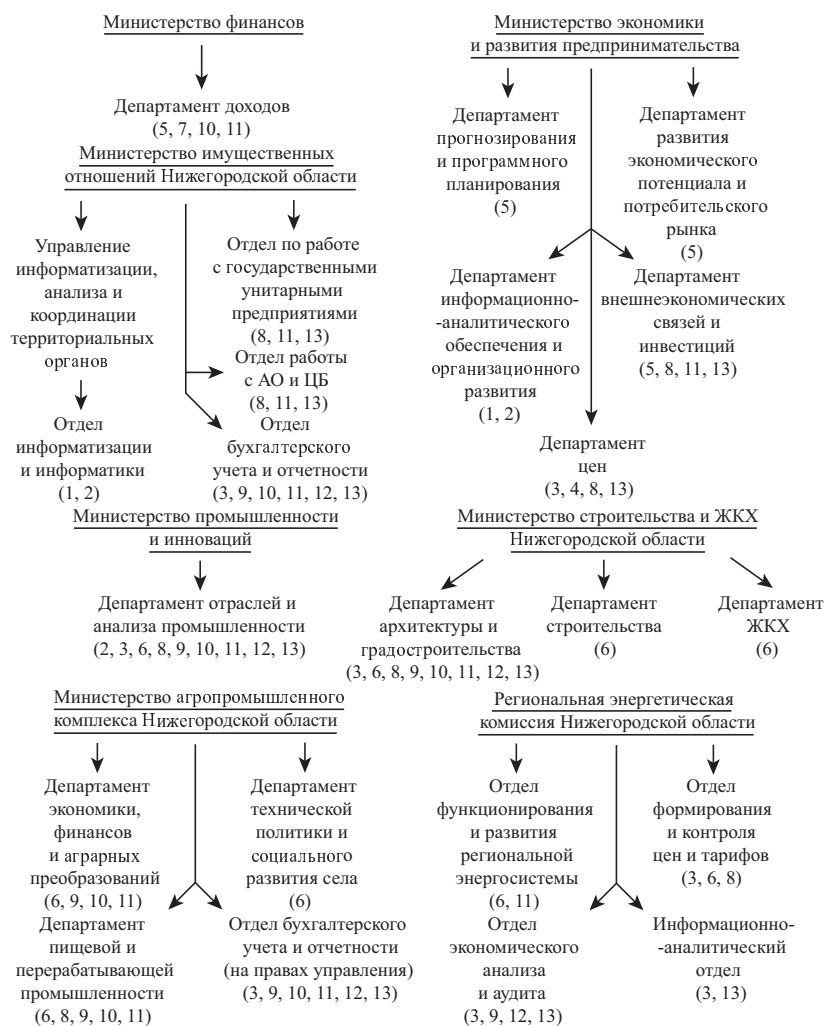 Министерство финансов
Департамент доходов
(5, 7, 10, 11)
Министерство имущественных
отношений Нижегородской области
Управление
информатизации,
анализа и
координации
территориальных
органов
Отдел
информатизации
и информатики
(1, 2)
Отдел по работе
с государственными
унитарными
предприятиями
(8, 11, 13)
Отдел работы
с АО и ЦБ
(8, 11, 13)
Отдел
бухгалтерского
учета и отчетности
(3, 9, 10, 11, 12, 13)
Министерство экономики
и развития предпринимательства
Департамент
прогнозирования
и программного
планирования
(5)
Департамент
развития
экономического
потенциала и
потребительского
рынка
(5)
Департамент
информационно-
-аналитического
обеспечения и
организационного
развития
(1, 2)
Департамент
внешнеэкономических
связей и
инвестиций
(5, 8, 11, 13)
Департамент
цен
(3, 4, 8, 13)
Министерство промышленности
и инноваций
Департамент отраслей и
анализа промышленности
(2, 3, 6, 8, 9, 10, 11, 12, 13)
Министерство строительства и ЖКХ
Нижегородской области
Департамент
архитектуры и
градостроительства
(3, 6, 8, 9, 10, 11, 12, 13)
Департамент
строительства
(6)
Департамент
ЖКХ
(6)
Министерство агропромышленного
комплекса Нижегородской области
Департамент
экономики,
финансов
и аграрных
преобразований
(6, 9, 10, 11)
Департамент
технической
политики и
социального
развития села
(6)
Департамент
пищевой и
перерабатывающей
промышленности
(6, 8, 9, 10, 11)
Отдел бухгалтерского
учета и отчетности
(на правах управления)
(3, 9, 10, 11, 12, 13)
Региональная энергетическая
комиссия Нижегородской области
Отдел
функционирования
и развития
региональной
энергосистемы
(6, 11)
Отдел
формирования
и контроля
цен и тарифов
(3, 6, 8)
Отдел
экономического
анализа
и аудита
(3, 9, 12, 13)
Информационно-
-аналитический
отдел
(3, 13)